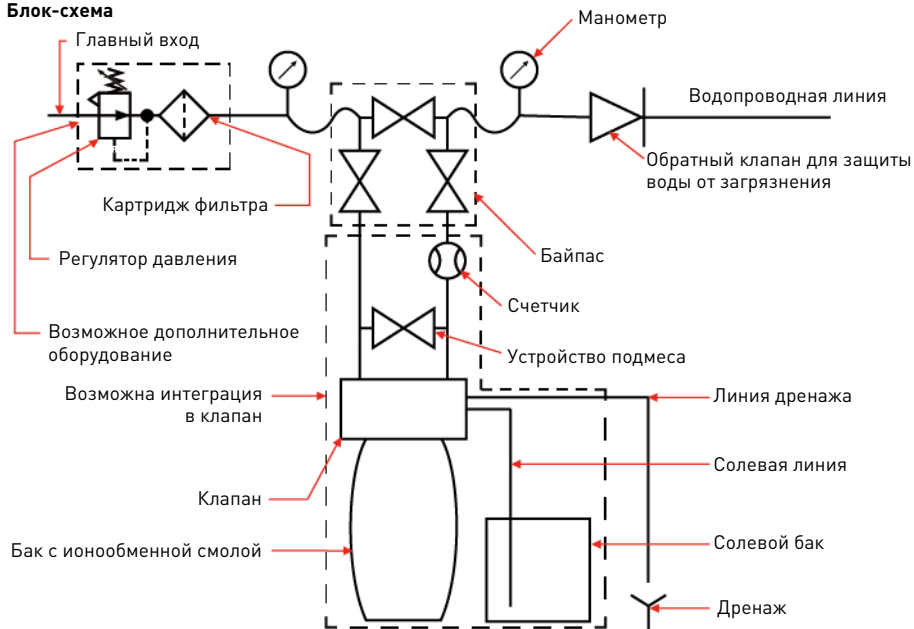 Блок-схема
Главный вход
Манометр
Водопроводная линия
Обратный клапан для защиты
воды от загрязнения
Картридж фильтра
Байпас
Регулятор давления
Счетчик
Возможное дополнительное
оборудование
Устройство подмеса
Возможна интеграция
в клапан
Линия дренажа
Солевая линия
Клапан
Бак с ионообменной смолой
Солевой бак
Дренаж